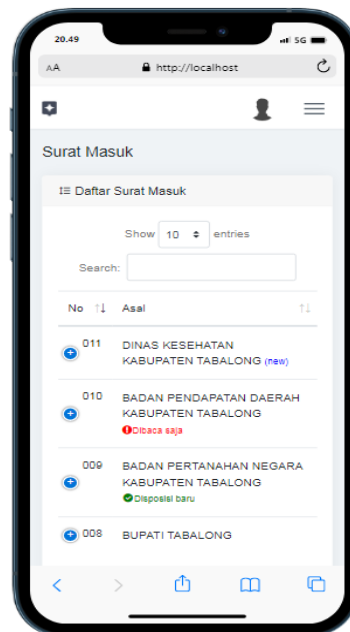 20.49
5G
AA
http://localhost
Surat Masuk
Daftar Surat Masuk
Show 10 entries
Search:
No Asal
011 DINAS KESEHATAN
KABUPATEN TABALONG (new)
010 BADAN PENDAPATAN DAERAH
KABUPATEN TABALONG
Dibaca saja
009 BADAN PERTANAHAN NEGARA
KABUPATEN TABALONG
Disposisi baru
008 BUPATI TABALONG